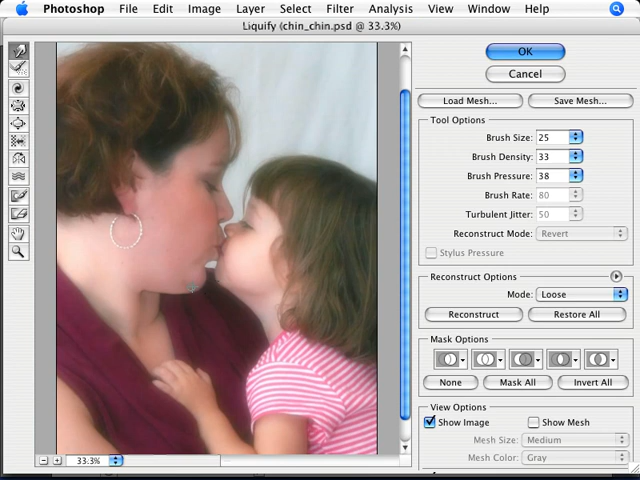 Photoshop File Edit Image Layer Select Filter Analysis View Window Help
Liquify (chin_chin.psd @ 33.3%)
OK
Cancel
Load Mesh... Save Mesh...
Tool Options
Brush Size: 25
Brush Density: 33
Brush Pressure: 38
Brush Rate: 80
Turbulent Jitter: 50
Reconstruct Mode: Revert
Stylus Pressure
Reconstruct Options
Mode: Loose
Reconstruct Restore All
Mask Options
None Mask All Invert All
View Options
Show Image Show Mesh
Mesh Size: Medium
Mesh Color: Gray
33.3%